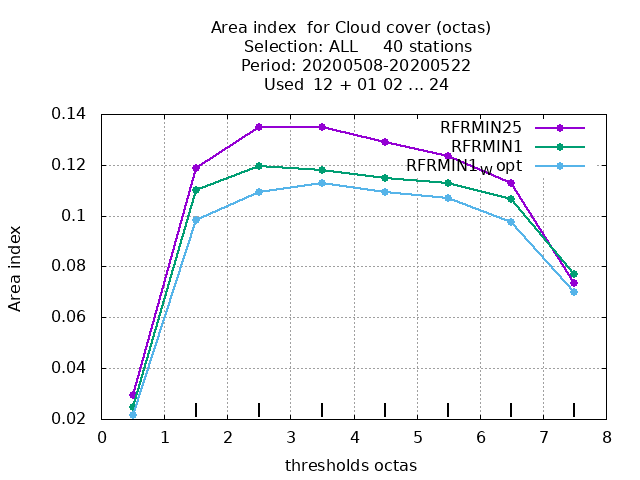 Area index  for Cloud cover (octas)
Selection: ALL     40 stations
Period: 20200508-20200522
Used  12 + 01 02 ... 24
RFRMIN25
RFRMIN1
RFRMIN1w opt
0.14
0.12
0.1
0.08
0.06
0.04
0.02
Area index
0 1 2 3 4 5 6 7 8
thresholds octas